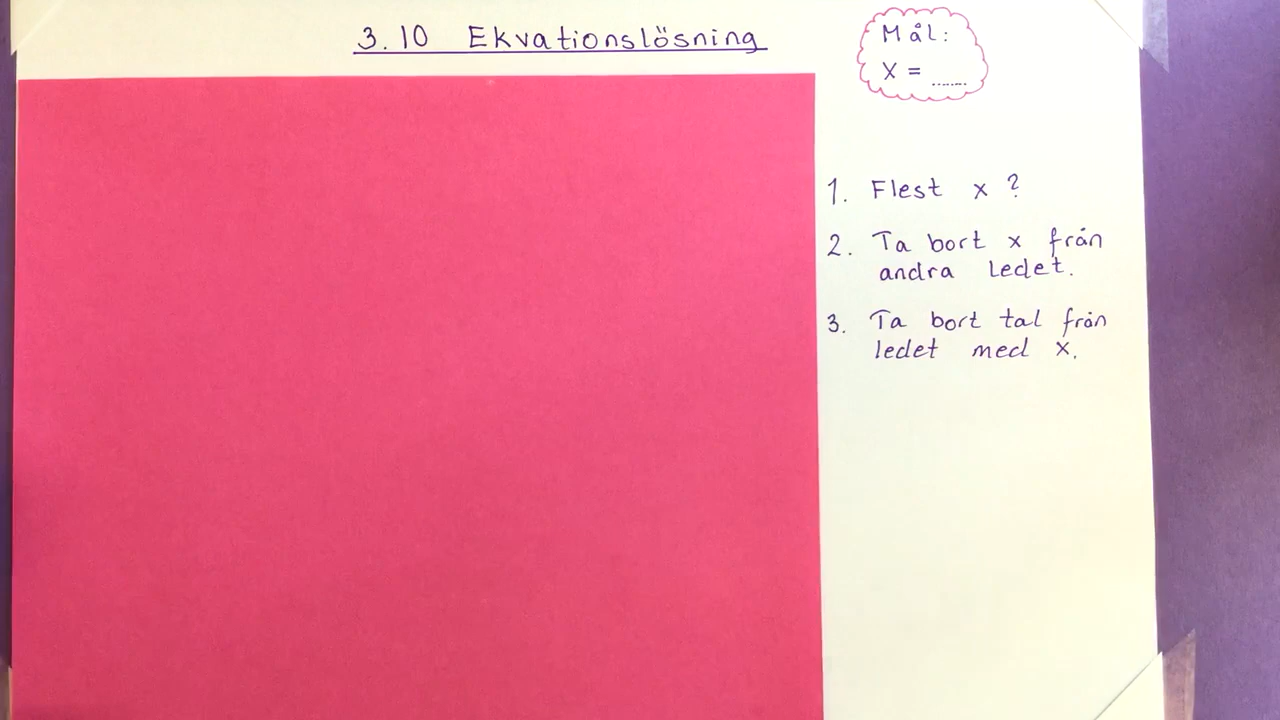 3.10 Ekvationslösning
Mål:
X = .......
1. Flest x ?
2. Ta bort x från
andra ledet.
3. Ta bort tal från
ledet med x.